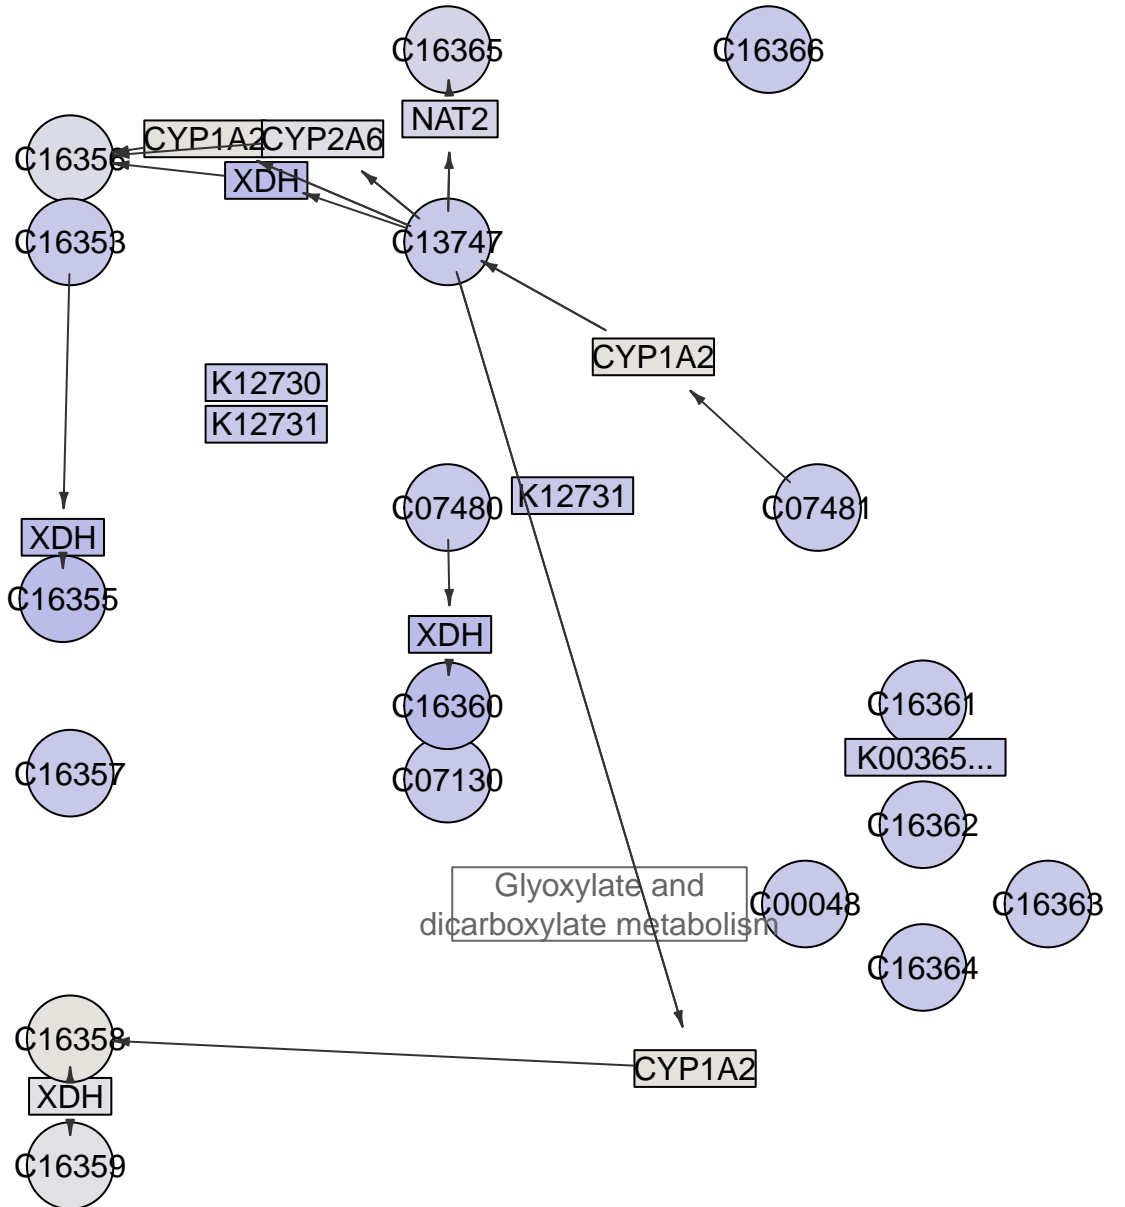 C16365
C16366
NAT2
CYP1A2
CYP2A6
C16356
XDH
C16353
C13747
CYP1A2
K12730
K12731
K12731
C07480
C07481
XDH
C16355
XDH
C16360
C16361
K00365...
C16357
C07130
C16362
Glyoxylate and
dicarboxylate metabolism
C00048
C16363
C16364
C16358
CYP1A2
XDH
C16359